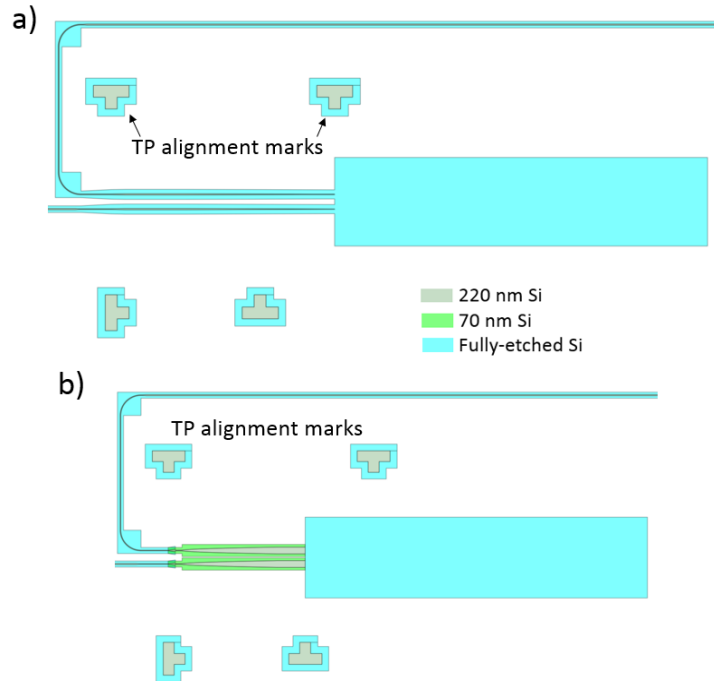 a)
TP alignment marks
220 nm Si
70 nm Si
Fully-etched Si
b)
TP alignment marks